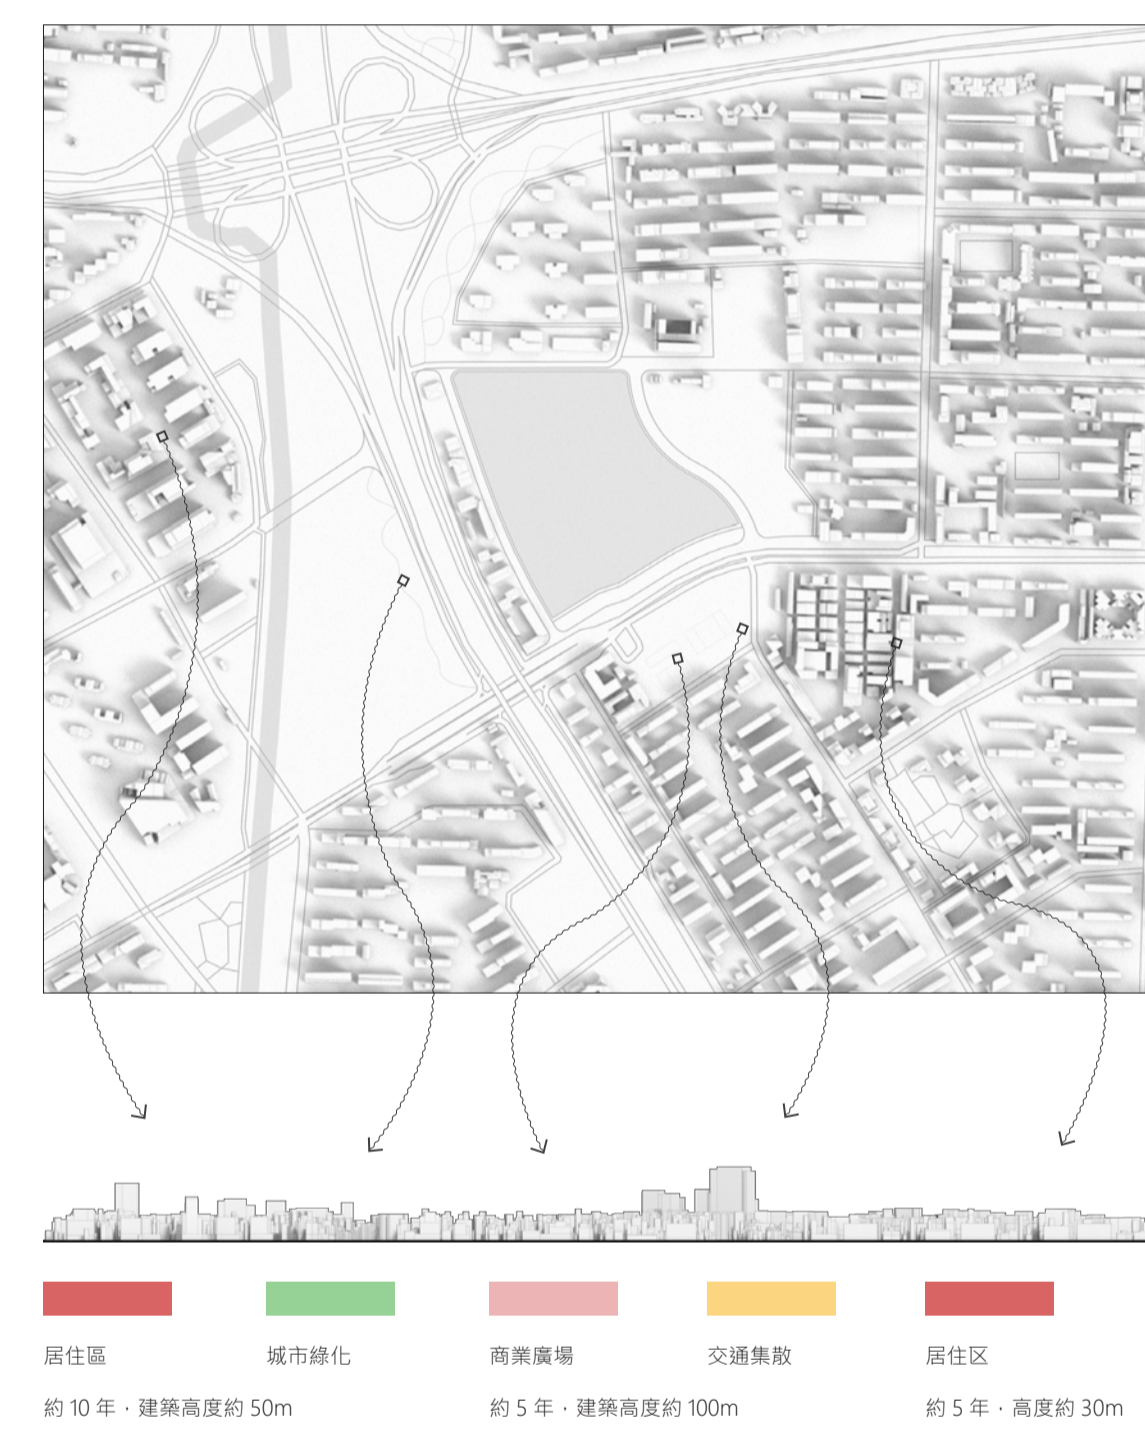 居住區
城市綠化
商業廣場
交通集散
居住区
約 10 年・建築高度約 50m
約 5 年・建築高度約 100m
約 5 年・高度約 30m